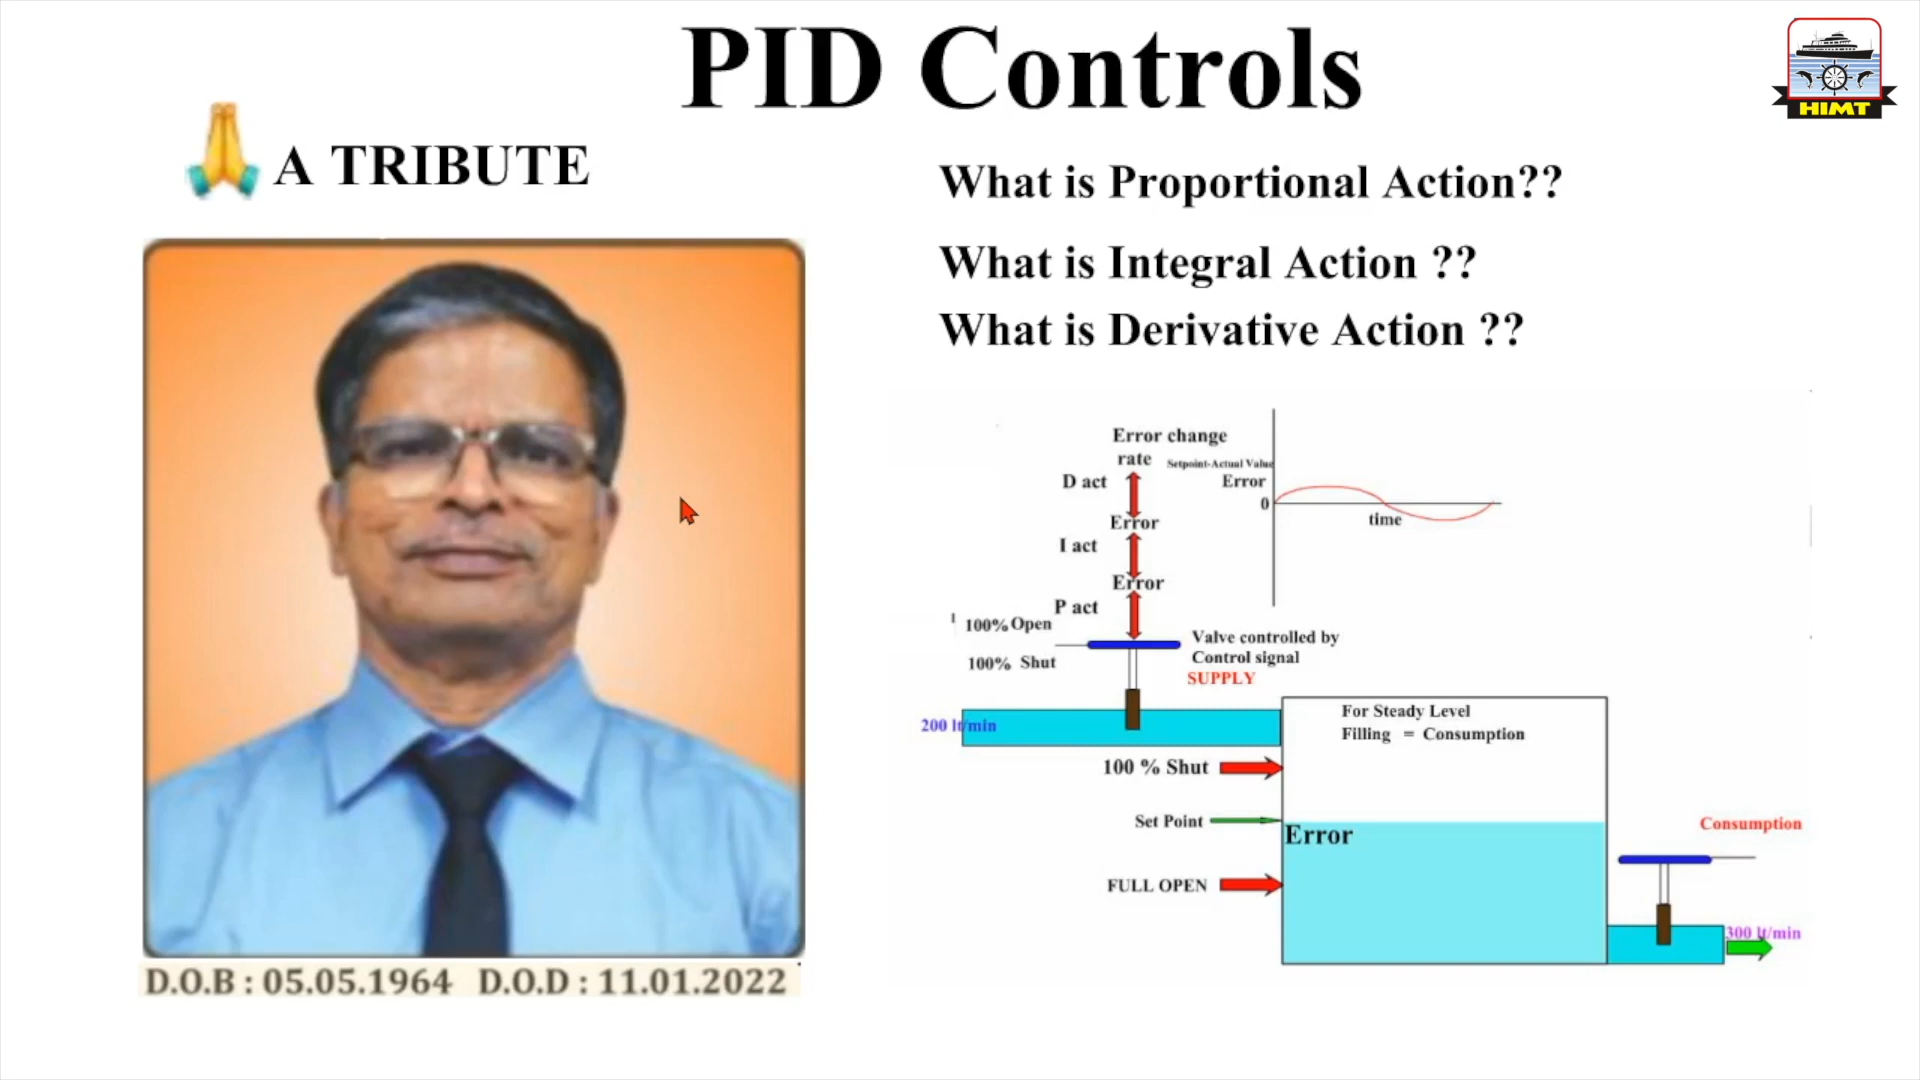 PID Controls
HIMT
A TRIBUTE
D.O.B : 05.05.1964 D.O.D : 11.01.2022
What is Proportional Action??
What is Integral Action ??
What is Derivative Action ??
Error change
rate
D act
Error
I act
Error
P act
Setpoint-Actual Value
Error
0
time
100% Open
100% Shut
Valve controlled by
Control signal
SUPPLY
200 lt/min
For Steady Level
Filling = Consumption
100 % Shut
Set Point
Error
FULL OPEN
Consumption
300 lt/min